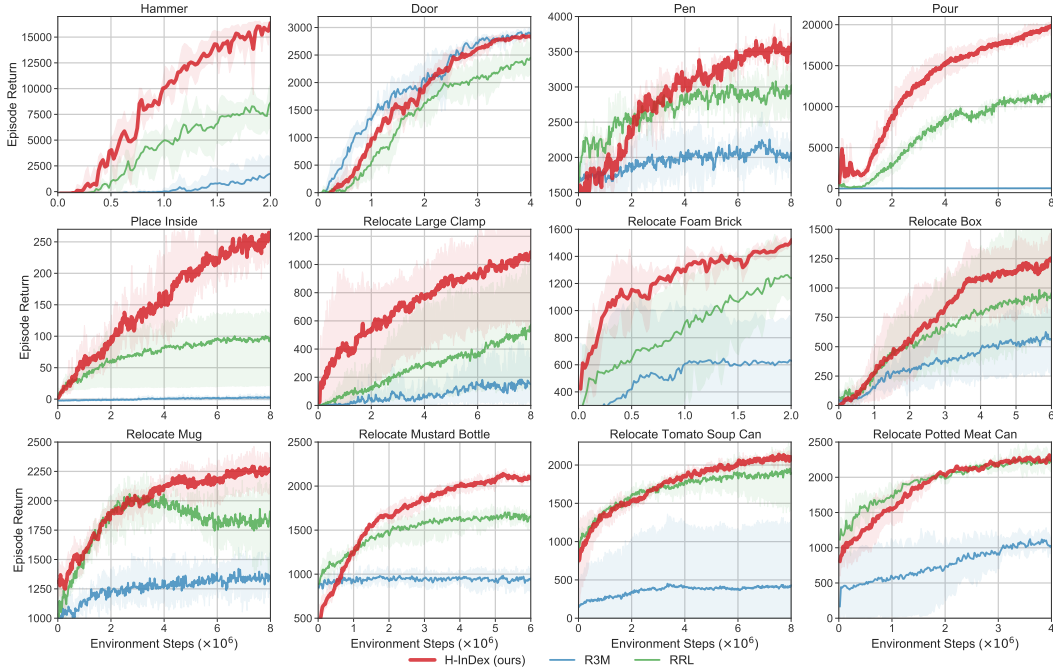 Hammer
Door
Pen
Pour
Episode Return
15000
12500
10000
7500
5000
2500
0
0.0 0.5 1.0 1.5 2.0
3000
2500
2000
1500
1000
500
0
0 1 2 3 4
4000
3500
3000
2500
2000
1500
0 2 4 6 8
20000
15000
10000
5000
0
0 2 4 6 8
Place Inside
Relocate Large Clamp
Relocate Foam Brick
Relocate Box
Episode Return
250
200
150
100
50
0
0 2 4 6 8
1200
1000
800
600
400
200
0
0 2 4 6 8
1600
1400
1200
1000
800
600
400
0.0 0.5 1.0 1.5 2.0
1500
1250
1000
750
500
250
0
0 1 2 3 4 5 6
Relocate Mug
Relocate Mustard Bottle
Relocate Tomato Soup Can
Relocate Potted Meat Can
Episode Return
2500
2250
2000
1750
1500
1250
1000
0 2 4 6 8
2500
2000
1500
1000
500
0 1 2 3 4 5 6
2000
1500
1000
500
0
0 2 4 6 8
2500
2000
1500
1000
500
0
0 1 2 3 4
Environment Steps (×10⁶)
Environment Steps (×10⁶)
Environment Steps (×10⁶)
Environment Steps (×10⁶)
H-InDex (ours)
R3M
RRL